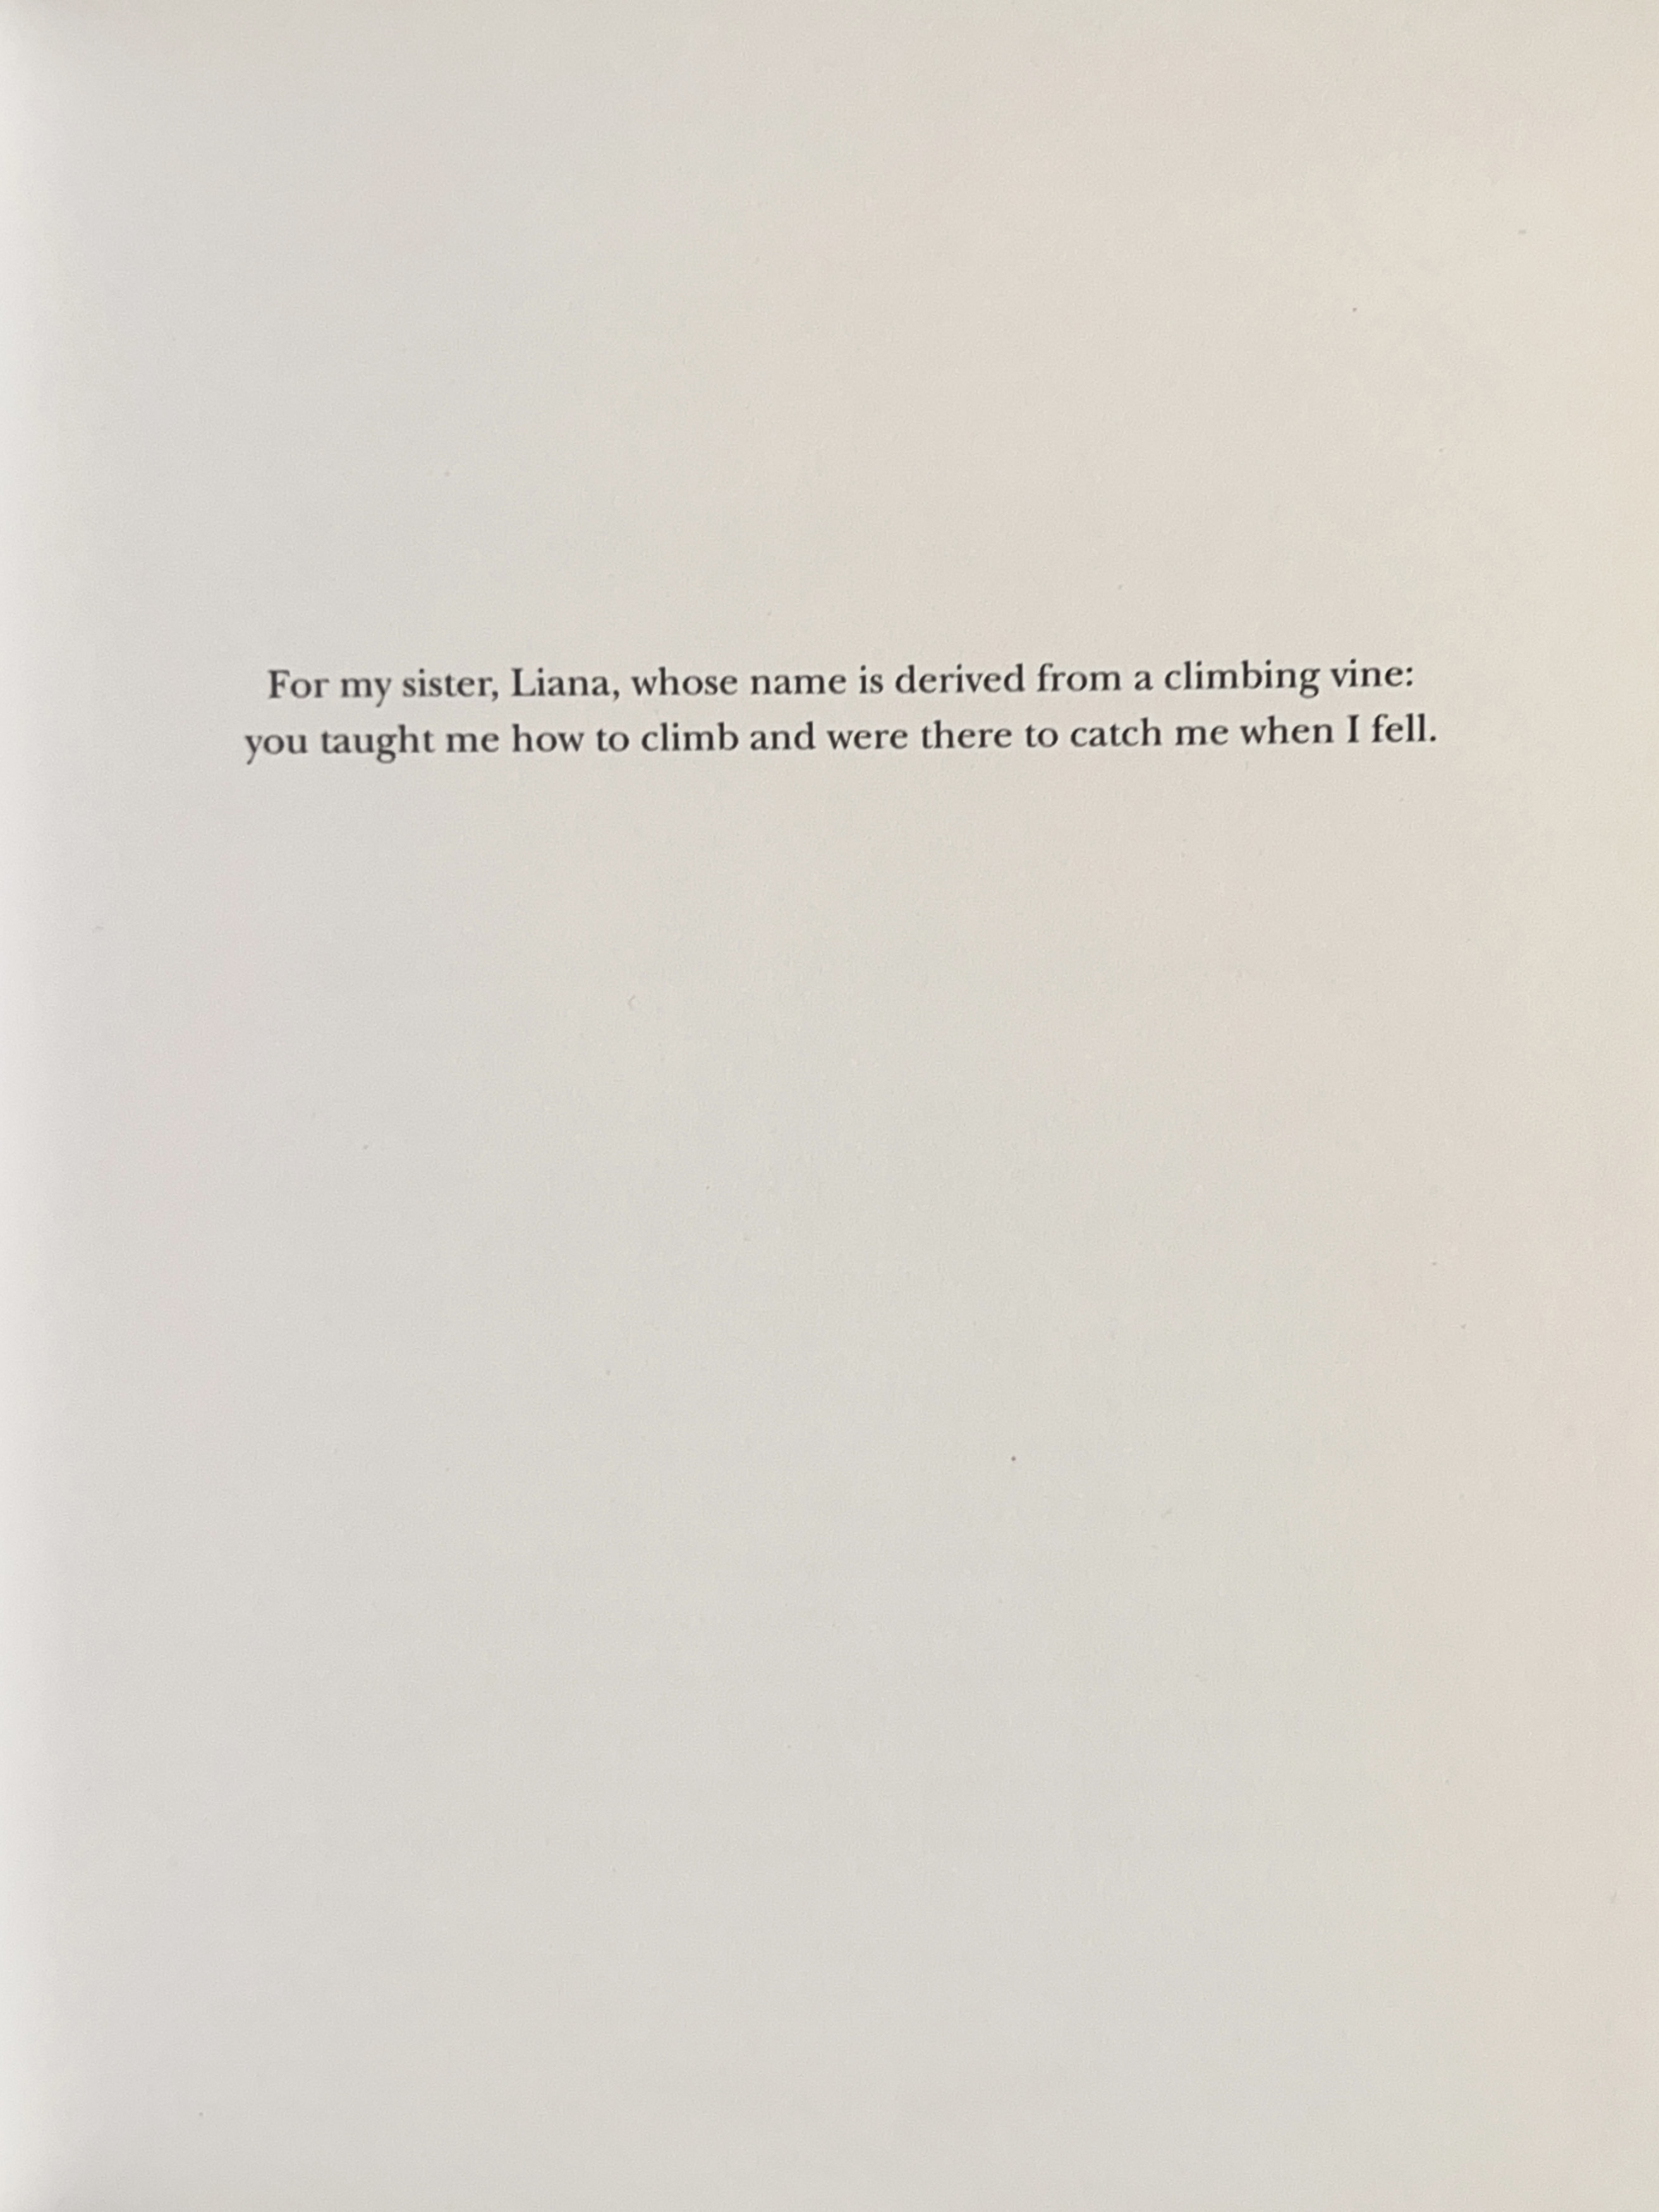 For my sister, Liana, whose name is derived from a climbing vine:
you taught me how to climb and were there to catch me when I fell.